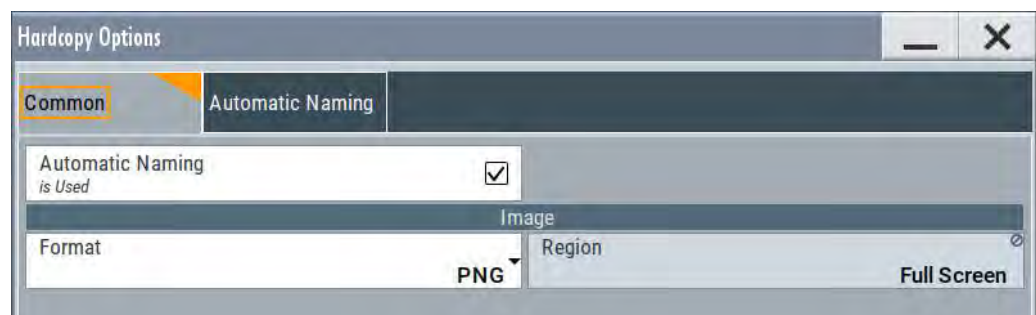 Hardcopy Options
Common
Automatic Naming
Automatic Naming
is Used
Image
Format
PNG
Region
Full Screen